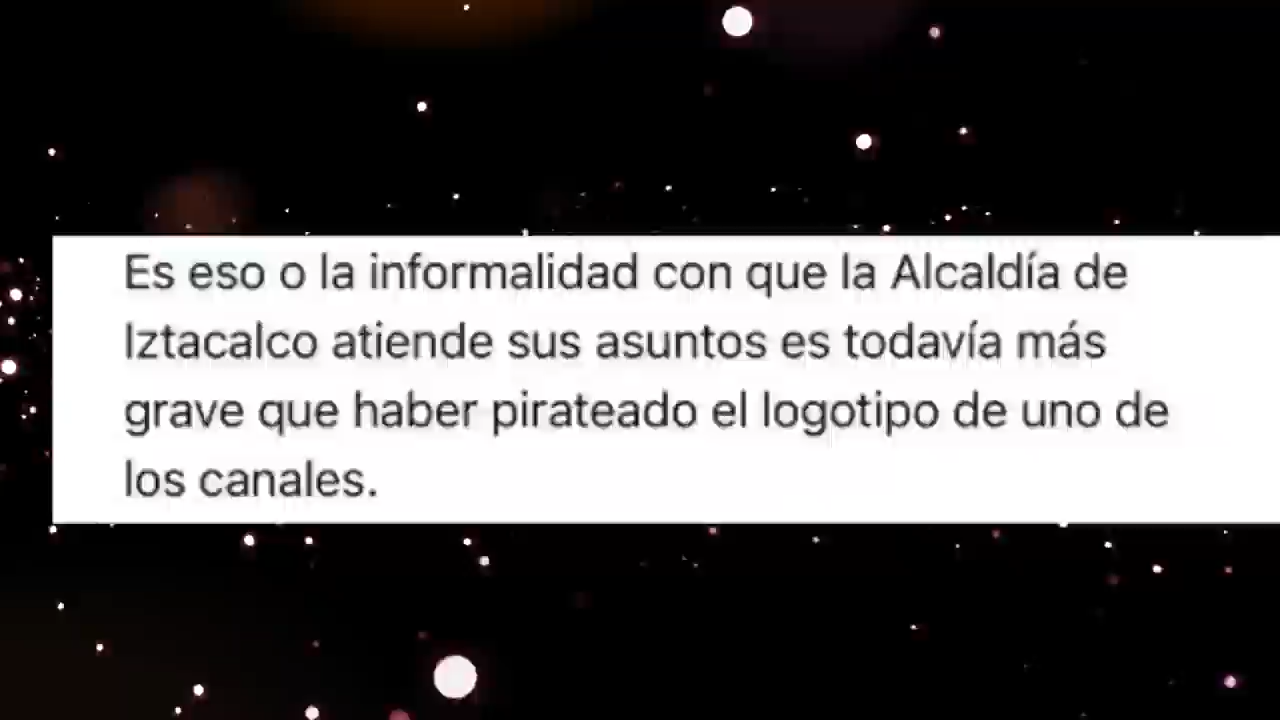 Es eso o la informalidad con que la Alcaldía de
Iztacalco atiende sus asuntos es todavía más
grave que haber pirateado el logotipo de uno de
los canales.